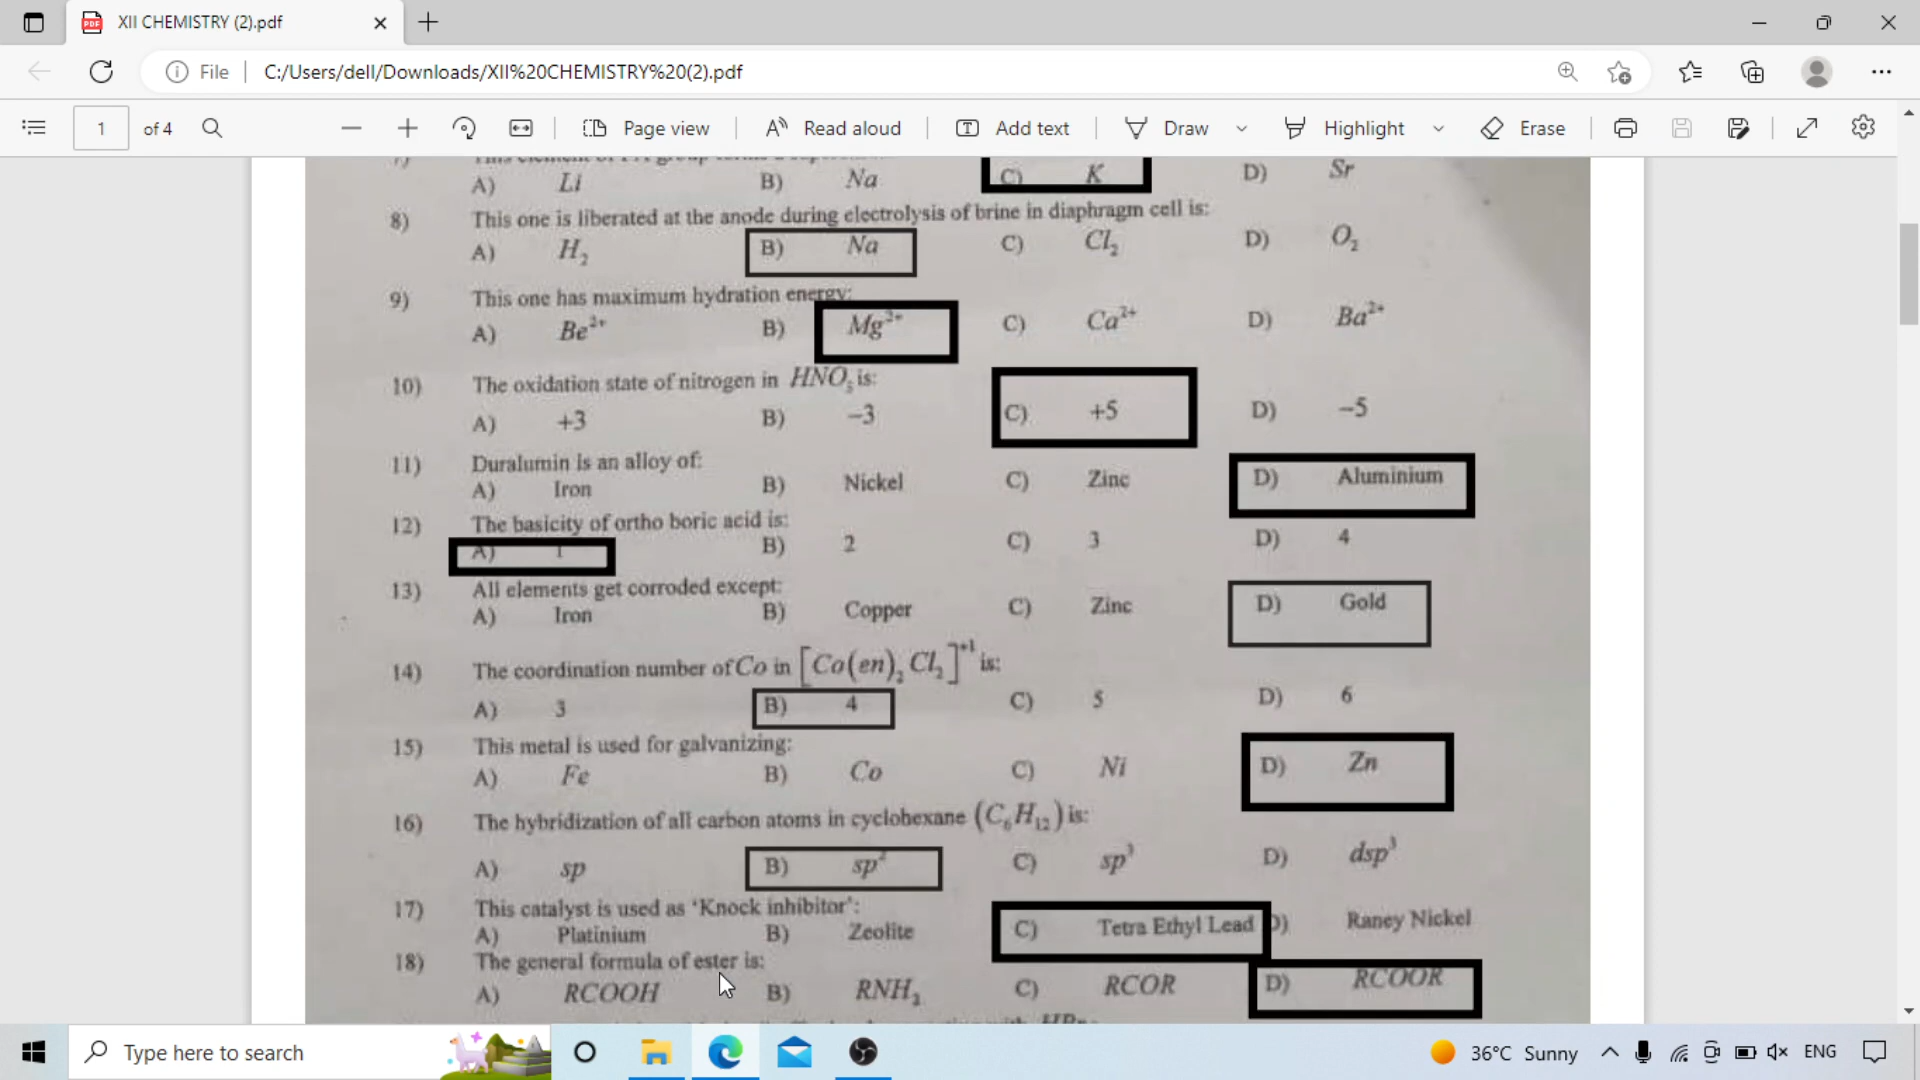 XII CHEMISTRY (2).pdf
File C:/Users/dell/Downloads/XII%20CHEMISTRY%20(2).pdf
1 of 4 Page view Read aloud Add text Draw Highlight Erase
A) Li B) Na C) K D) Sr
8) This one is liberated at the anode during electrolysis of brine in diaphragm cell is:
A) H₂ B) Na C) Cl₂ D) O₂
9) This one has maximum hydration energy:
A) Be²⁺ B) Mg²⁺ C) Ca²⁺ D) Ba²⁺
10) The oxidation state of nitrogen in HNO₃ is:
A) +3 B) −3 C) +5 D) −5
11) Duralumin is an alloy of:
A) Iron B) Nickel C) Zinc D) Aluminium
12) The basicity of ortho boric acid is:
A) 1 B) 2 C) 3 D) 4
13) All elements get corroded except:
A) Iron B) Copper C) Zinc D) Gold
14) The coordination number of Co in [Co(en)₂Cl₂]⁺¹ is:
A) 3 B) 4 C) 5 D) 6
15) This metal is used for galvanizing:
A) Fe B) Co C) Ni D) Zn
16) The hybridization of all carbon atoms in cyclohexane (C₆H₁₂) is:
A) sp B) sp² C) sp³ D) dsp³
17) This catalyst is used as 'Knock inhibitor':
A) Platinium B) Zeolite C) Tetra Ethyl Lead D) Raney Nickel
18) The general formula of ester is:
A) RCOOH B) RNH₂ C) RCOR D) RCOOR
Type here to search 36°C Sunny ENG